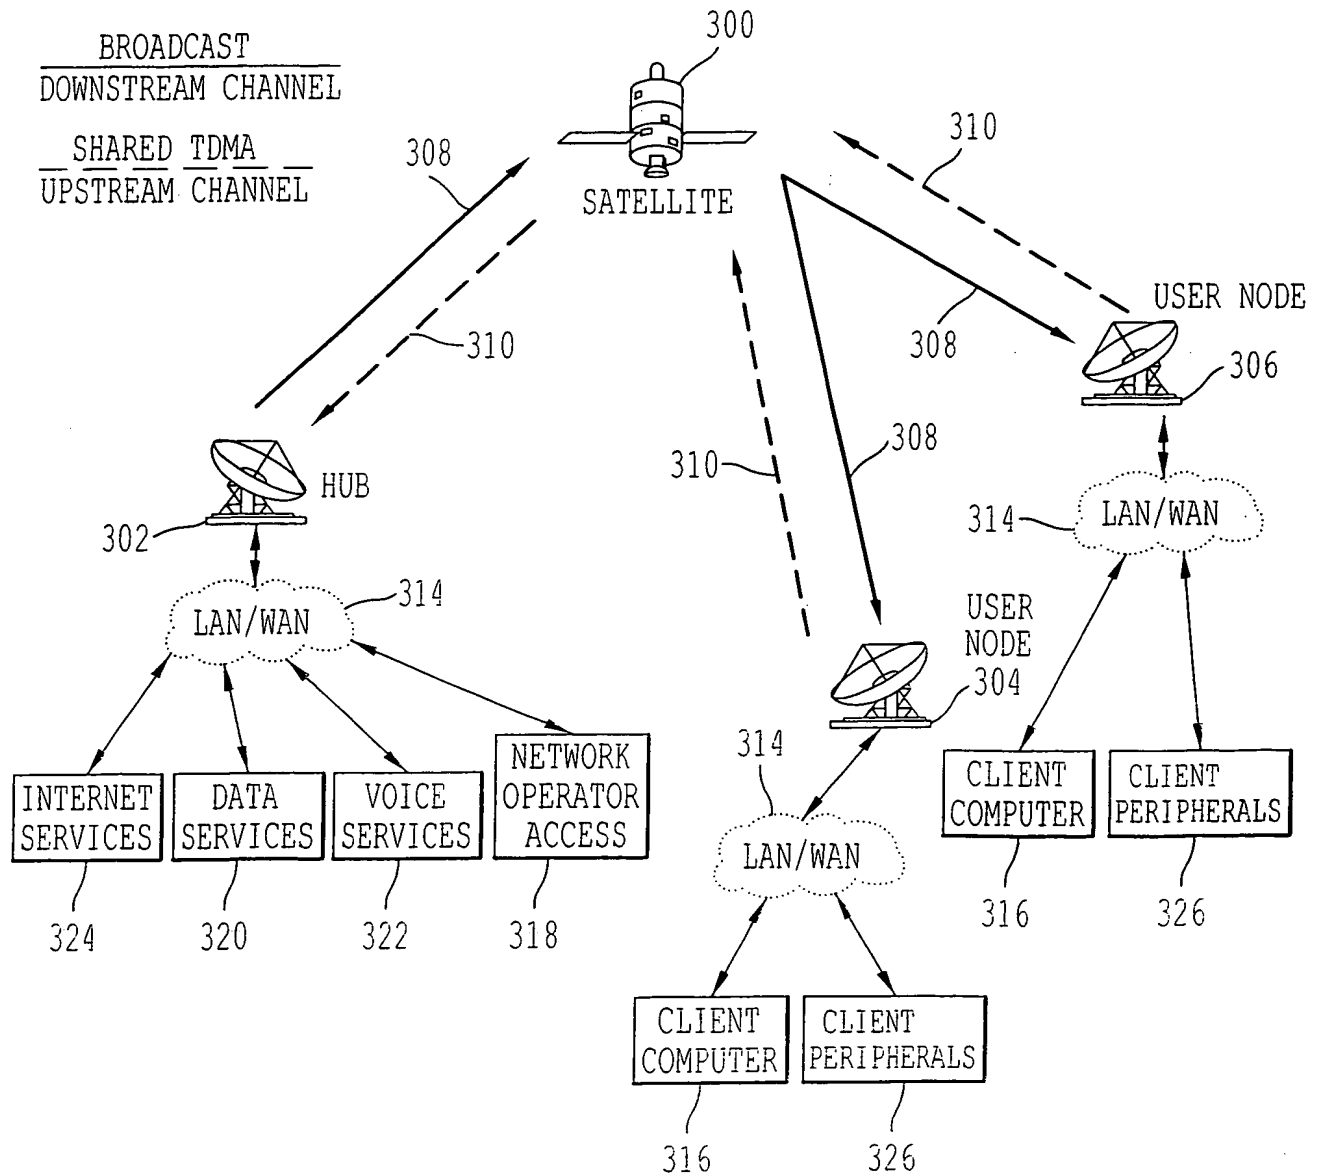 BROADCAST
DOWNSTREAM CHANNEL
SHARED TDMA
UPSTREAM CHANNEL
300
SATELLITE
308
310
310
308
USER NODE
306
310
308
HUB
302
LAN/WAN
314
LAN/WAN
314
USER
NODE
304
INTERNET
SERVICES
DATA
SERVICES
VOICE
SERVICES
NETWORK
OPERATOR
ACCESS
324
320
322
318
314
LAN/WAN
CLIENT
COMPUTER
CLIENT
PERIPHERALS
316
326
CLIENT
COMPUTER
CLIENT
PERIPHERALS
316
326